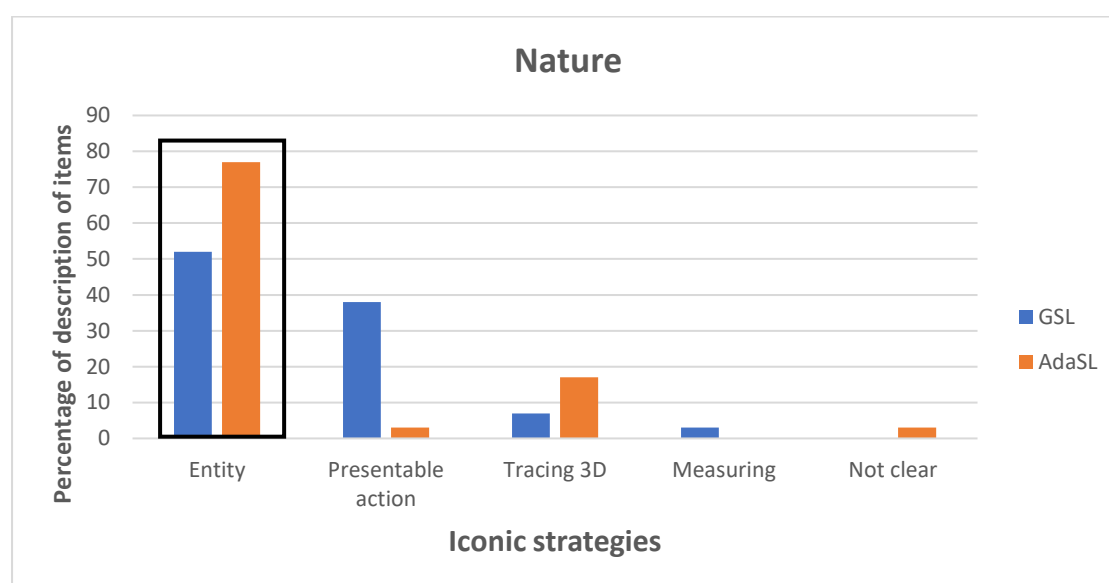 Nature
Percentage of description of items
90
80
70
60
50
40
30
20
10
0
Entity
Presentable
action
Tracing 3D
Measuring
Not clear
Iconic strategies
GSL
AdaSL